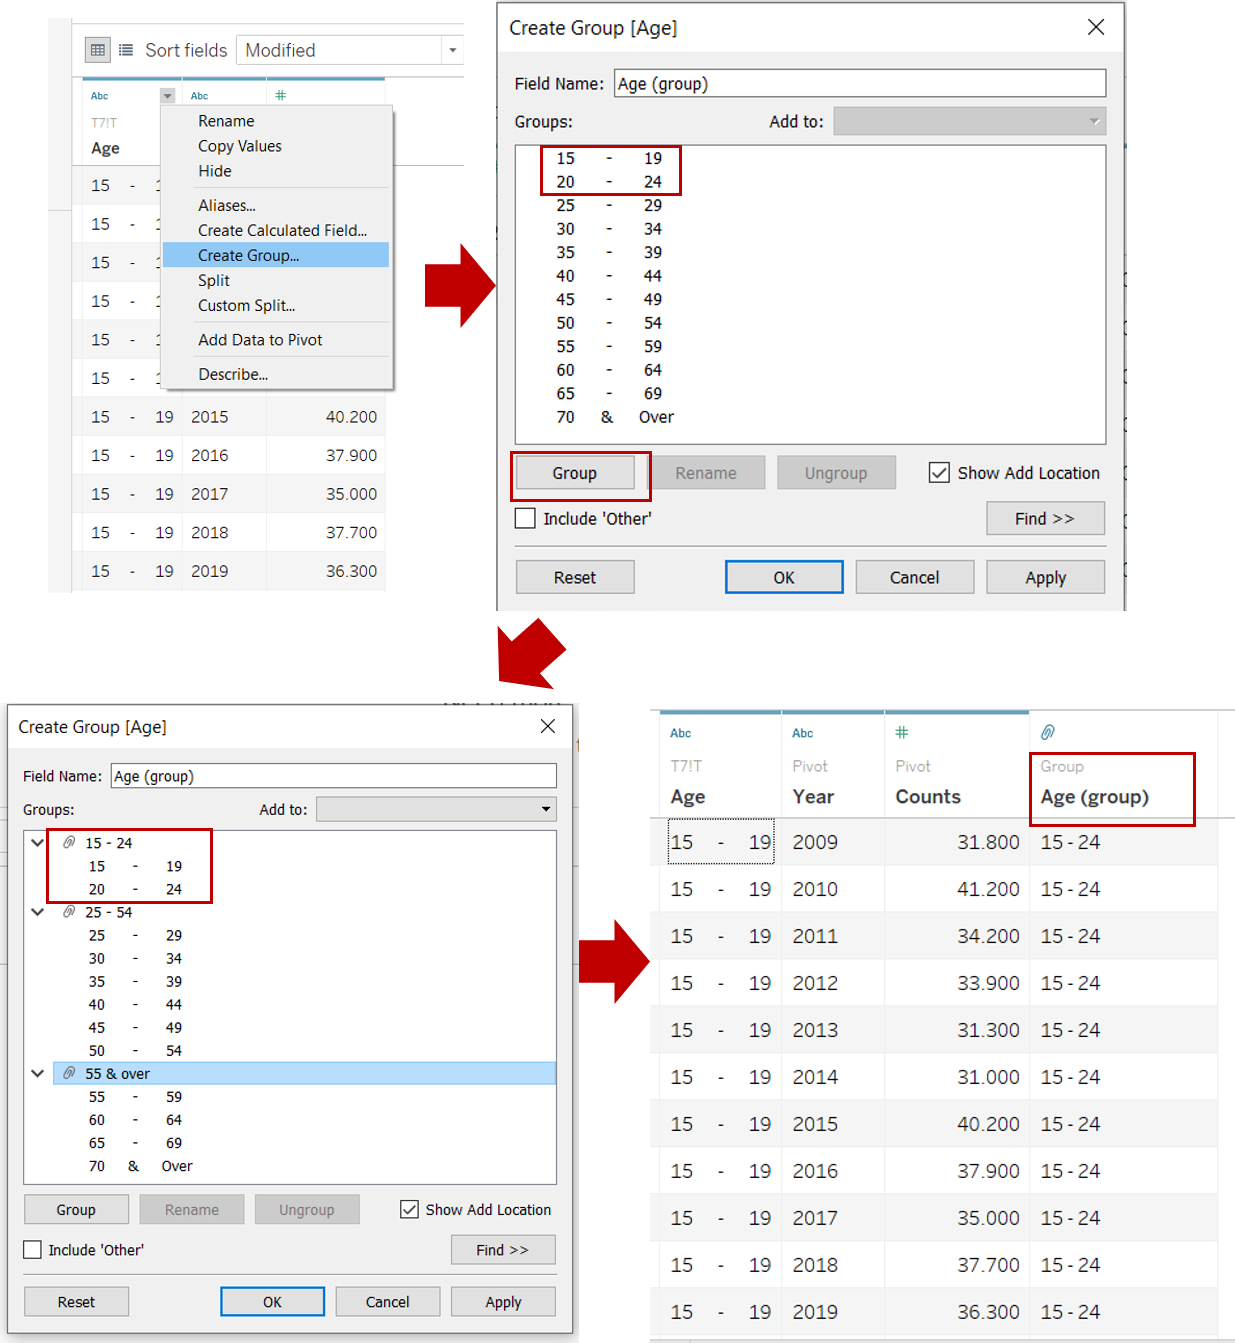 Sort fields Modified
Abc Abc #
T7!T
Age
Rename
Copy Values
Hide
Aliases...
Create Calculated Field...
Create Group...
Split
Custom Split...
Add Data to Pivot
Describe...
15 -
15 -
15 -
15 -
15 -
15 -
15 - 19 2015 40.200
15 - 19 2016 37.900
15 - 19 2017 35.000
15 - 19 2018 37.700
15 - 19 2019 36.300
Create Group [Age]
Field Name: Age (group)
Groups: Add to:
15 - 19
20 - 24
25 - 29
30 - 34
35 - 39
40 - 44
45 - 49
50 - 54
55 - 59
60 - 64
65 - 69
70 & Over
Group Rename Ungroup Show Add Location
Include 'Other' Find >>
Reset OK Cancel Apply
Create Group [Age]
Field Name: Age (group)
Groups: Add to:
15 - 24
15 - 19
20 - 24
25 - 54
25 - 29
30 - 34
35 - 39
40 - 44
45 - 49
50 - 54
55 & over
55 - 59
60 - 64
65 - 69
70 & Over
Group Rename Ungroup Show Add Location
Include 'Other' Find >>
Reset OK Cancel Apply
Abc Abc #
T7!T Pivot Pivot Group
Age Year Counts Age (group)
15 - 19 2009 31.800 15 - 24
15 - 19 2010 41.200 15 - 24
15 - 19 2011 34.200 15 - 24
15 - 19 2012 33.900 15 - 24
15 - 19 2013 31.300 15 - 24
15 - 19 2014 31.000 15 - 24
15 - 19 2015 40.200 15 - 24
15 - 19 2016 37.900 15 - 24
15 - 19 2017 35.000 15 - 24
15 - 19 2018 37.700 15 - 24
15 - 19 2019 36.300 15 - 24